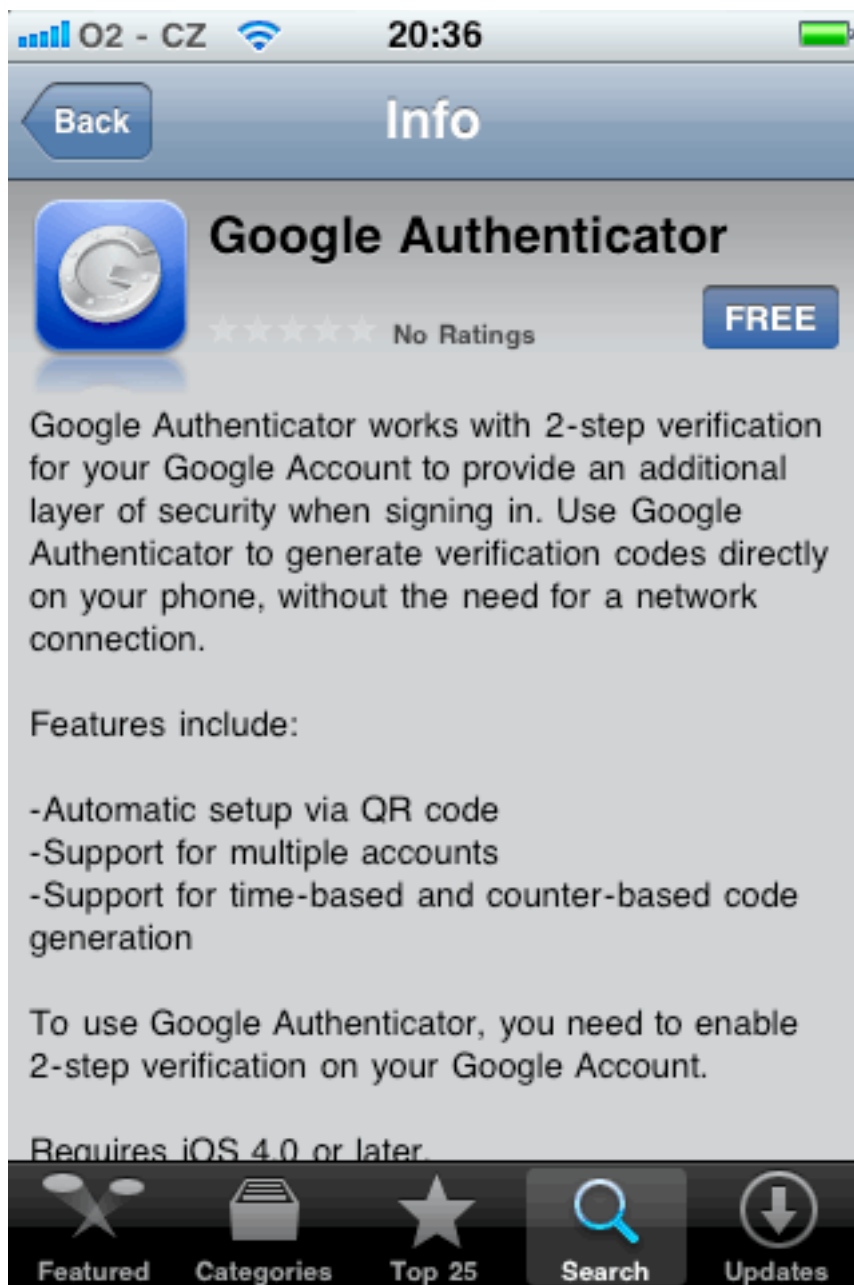 O2 - CZ 20:36
Back Info
Google Authenticator
No Ratings FREE
Google Authenticator works with 2-step verification
for your Google Account to provide an additional
layer of security when signing in. Use Google
Authenticator to generate verification codes directly
on your phone, without the need for a network
connection.
Features include:
-Automatic setup via QR code
-Support for multiple accounts
-Support for time-based and counter-based code
generation
To use Google Authenticator, you need to enable
2-step verification on your Google Account.
Requires iOS 4.0 or later.
Featured Categories Top 25 Search Updates